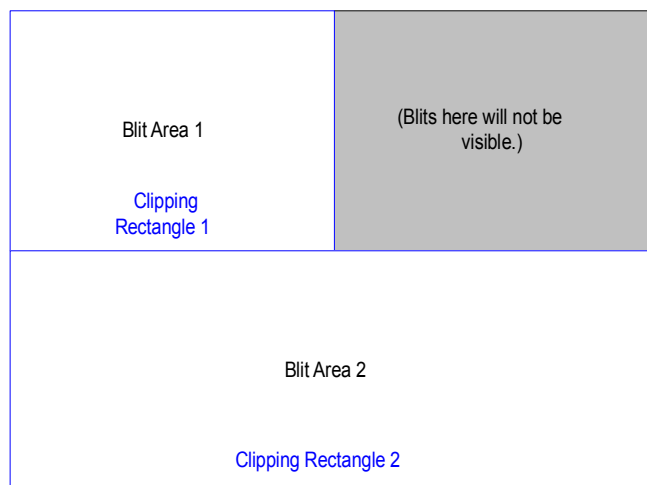 Blit Area 1
(Blits here will not be
visible.)
Clipping
Rectangle 1
Blit Area 2
Clipping Rectangle 2